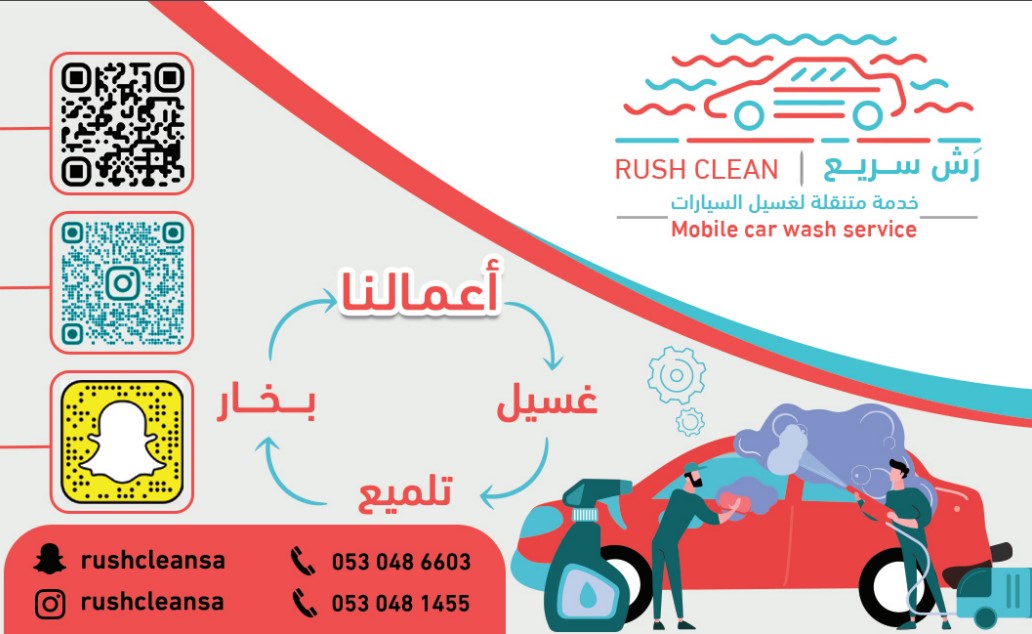 RUSH CLEAN | رَش سريع
خدمة متنقلة لغسيل السيارات
Mobile car wash service
أعمالنا
غسيل
تلميع
بخار
rushcleansa
053 048 6603
rushcleansa
053 048 1455